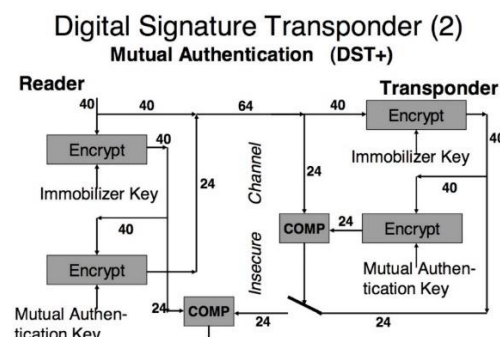 Digital Signature Transponder (2)
Mutual Authentication (DST+)
Reader
Transponder
40
40
64
40
Encrypt
40
Encrypt
40
Immobilizer Key
24
Channel
24
Immobilizer Key
40
40
COMP
24
Encrypt
Encrypt
Insecure
Mutual Authen-
tication Key
Mutual Authen-
tication Key
24
COMP
24
24